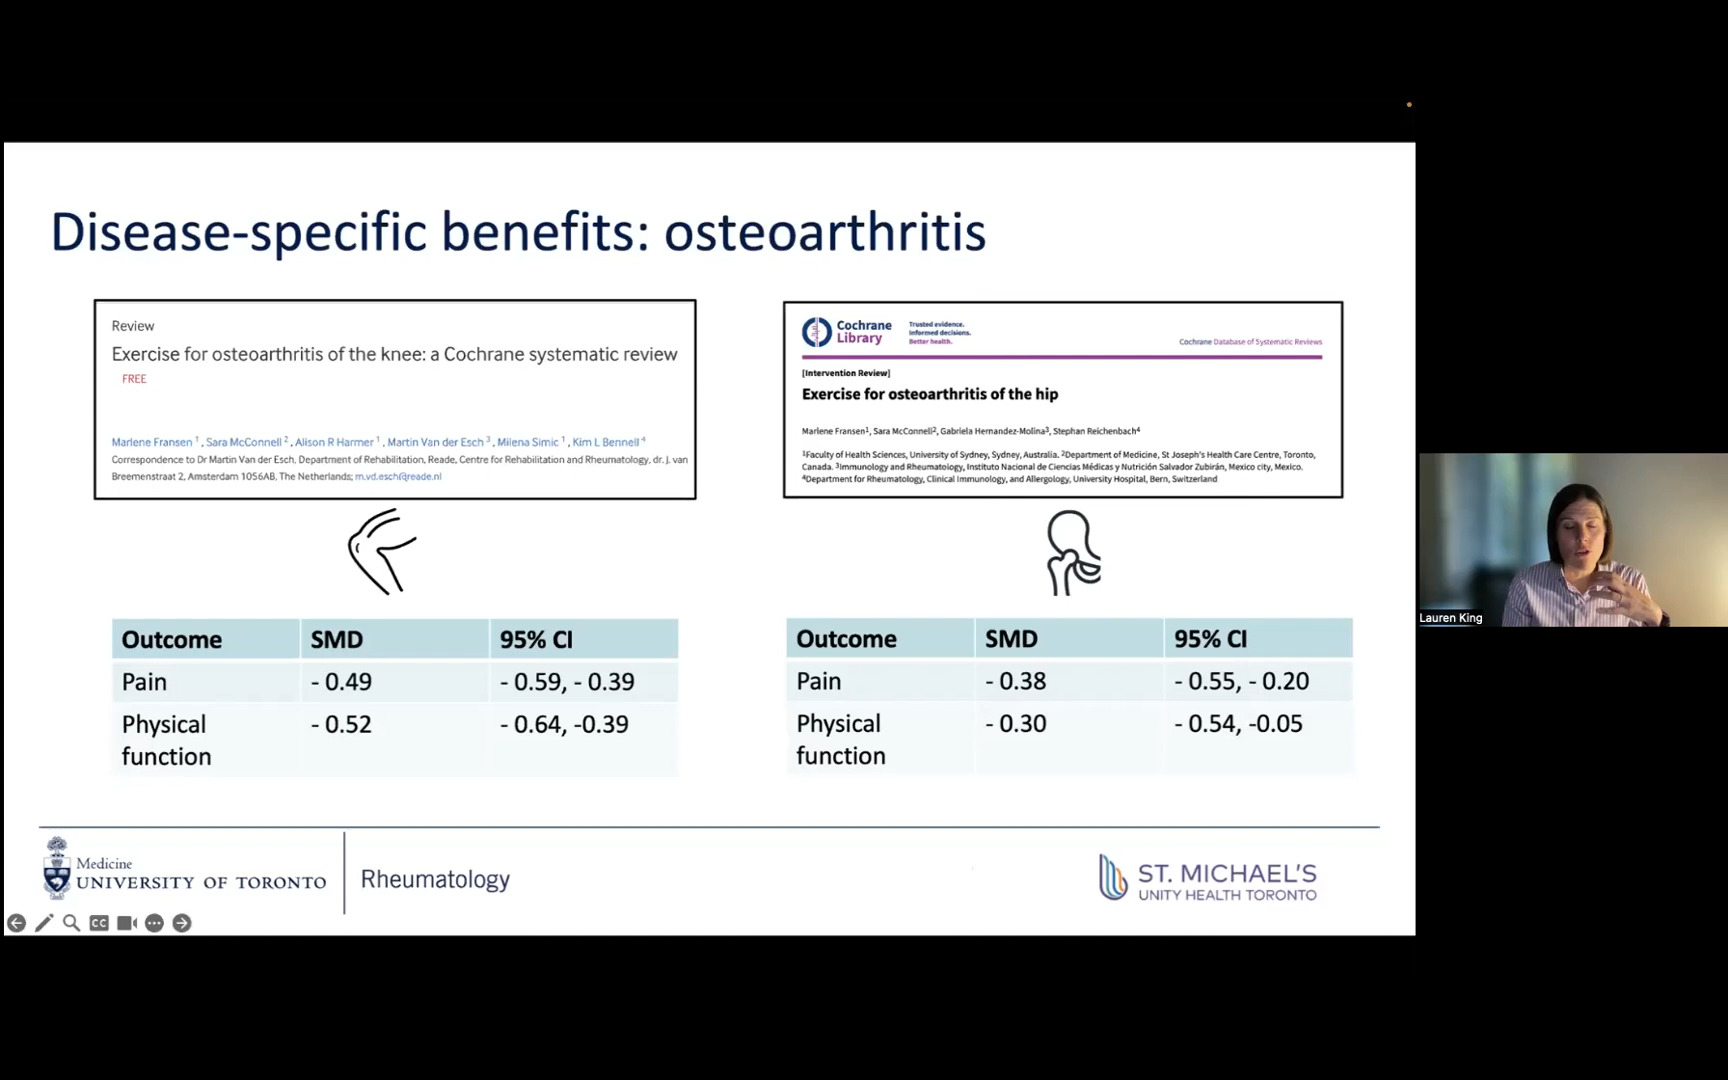 Disease-specific benefits: osteoarthritis
Review
Exercise for osteoarthritis of the knee: a Cochrane systematic review
FREE
Marlene Fransen 1, Sara McConnell 2, Alison R Harmer 1, Martin Van der Esch 3, Milena Simic 1, Kim L Bennell 4
Correspondence to Dr Martin Van der Esch, Department of Rehabilitation, Reade, Centre for Rehabilitation and Rheumatology, dr. J. van
Breemenstraat 2, Amsterdam 1056AB, The Netherlands; m.vd.esch@reade.nl
Cochrane
Library
Trusted evidence.
Informed decisions.
Better health.
Cochrane Database of Systematic Reviews
[Intervention Review]
Exercise for osteoarthritis of the hip
Marlene Fransen1, Sara McConnell2, Gabriela Hernandez-Molina3, Stephan Reichenbach4
1Faculty of Health Sciences, University of Sydney, Sydney, Australia. 2Department of Medicine, St Joseph's Health Care Centre, Toronto,
Canada. 3Immunology and Rheumatology, Instituto Nacional de Ciencias Médicas y Nutrición Salvador Zubirán, Mexico city, Mexico.
4Department for Rheumatology, Clinical Immunology, and Allergology, University Hospital, Bern, Switzerland
Outcome SMD 95% CI
Pain - 0.49 - 0.59, - 0.39
Physical - 0.52 - 0.64, -0.39
function
Outcome SMD 95% CI
Pain - 0.38 - 0.55, - 0.20
Physical - 0.30 - 0.54, -0.05
function
Lauren King
Medicine
UNIVERSITY OF TORONTO
Rheumatology
ST. MICHAEL'S
UNITY HEALTH TORONTO
CC